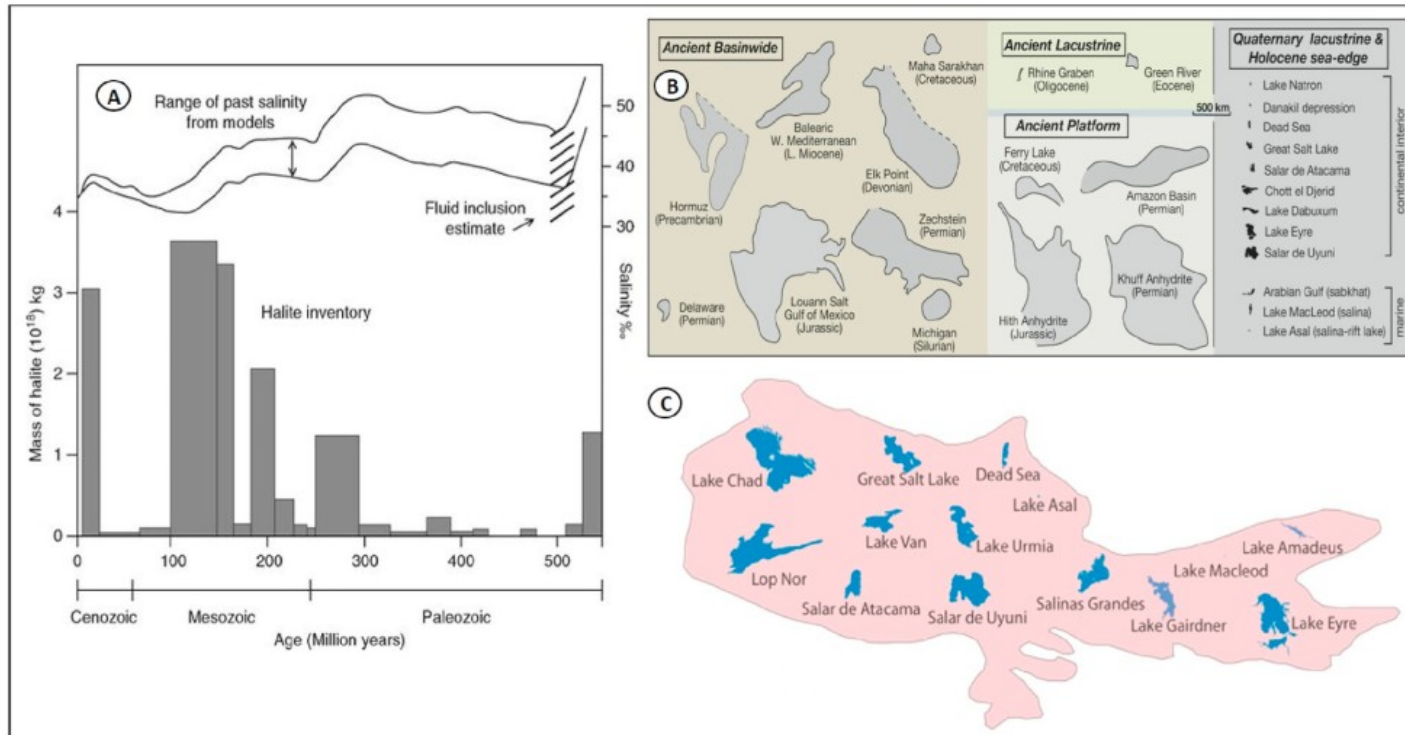 A
Range of past salinity
from models
Fluid inclusion
estimate
Halite inventory
Mass of halite (10¹⁸) kg
4
3
2
1
0
50
40
30
Salinity ‰
0
100
200
300
400
500
Cenozoic
Mesozoic
Paleozoic
Age (Million years)
B
Ancient Basinwide
Maha Sarakhan
(Cretaceous)
Balearic
W. Mediterranean
(L. Miocene)
Elk Point
(Devonian)
Hormuz
(Precambrian)
Zechstein
(Permian)
Delaware
(Permian)
Louann Salt
Gulf of Mexico
(Jurassic)
Michigan
(Silurian)
Ancient Lacustrine
Rhine Graben
(Oligocene)
Green River
(Eocene)
500 km
Ancient Platform
Ferry Lake
(Cretaceous)
Amazon Basin
(Permian)
Hith Anhydrite
(Jurassic)
Khuff Anhydrite
(Permian)
Quaternary lacustrine &
Holocene sea-edge
Lake Natron
Danakil depression
Dead Sea
Great Salt Lake
Salar de Atacama
Chott el Djerid
Lake Dabuxum
Lake Eyre
Salar de Uyuni
continental interior
Arabian Gulf (sabkhat)
Lake MacLeod (salina)
Lake Asal (salina-rift lake)
marine
C
Lake Chad
Great Salt Lake
Dead Sea
Lake Asal
Lop Nor
Lake Van
Lake Urmia
Lake Amadeus
Lake Macleod
Salar de Atacama
Salar de Uyuni
Salinas Grandes
Lake Gairdner
Lake Eyre